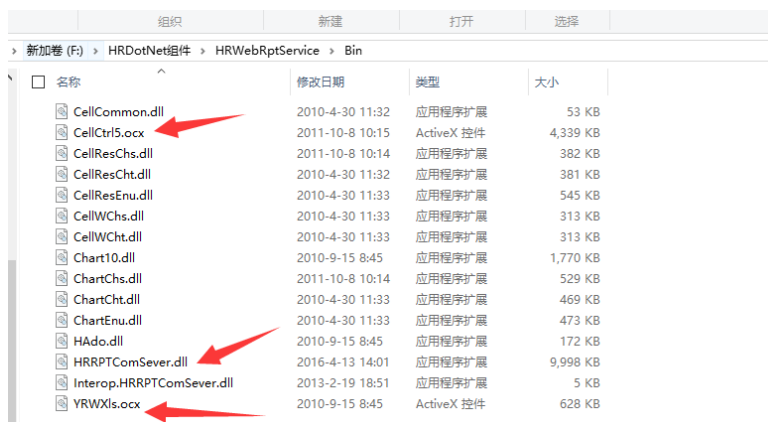 组织 新建 打开 选择
› 新加卷 (F:) › HRDotNet组件 › HRWebRptService › Bin
名称 修改日期 类型 大小
CellCommon.dll 2010-4-30 11:32 应用程序扩展 53 KB
CellCtrl5.ocx 2011-10-8 10:15 ActiveX 控件 4,339 KB
CellResChs.dll 2011-10-8 10:14 应用程序扩展 382 KB
CellResCht.dll 2010-4-30 11:32 应用程序扩展 381 KB
CellResEnu.dll 2010-4-30 11:33 应用程序扩展 545 KB
CellWChs.dll 2010-4-30 11:33 应用程序扩展 313 KB
CellWCht.dll 2010-4-30 11:33 应用程序扩展 313 KB
Chart10.dll 2010-9-15 8:45 应用程序扩展 1,770 KB
ChartChs.dll 2011-10-8 10:14 应用程序扩展 529 KB
ChartCht.dll 2010-4-30 11:33 应用程序扩展 469 KB
ChartEnu.dll 2010-4-30 11:33 应用程序扩展 473 KB
HAdo.dll 2010-9-15 8:45 应用程序扩展 172 KB
HRRPTComSever.dll 2016-4-13 14:01 应用程序扩展 9,998 KB
Interop.HRRPTComSever.dll 2013-2-19 18:51 应用程序扩展 5 KB
YRWXls.ocx 2010-9-15 8:45 ActiveX 控件 628 KB